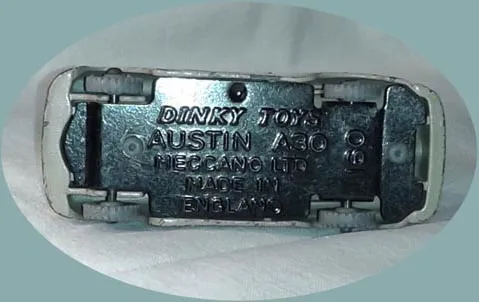 DINKY TOYS
AUSTIN A30
MECCANO LTD
MADE IN
ENGLAND
160